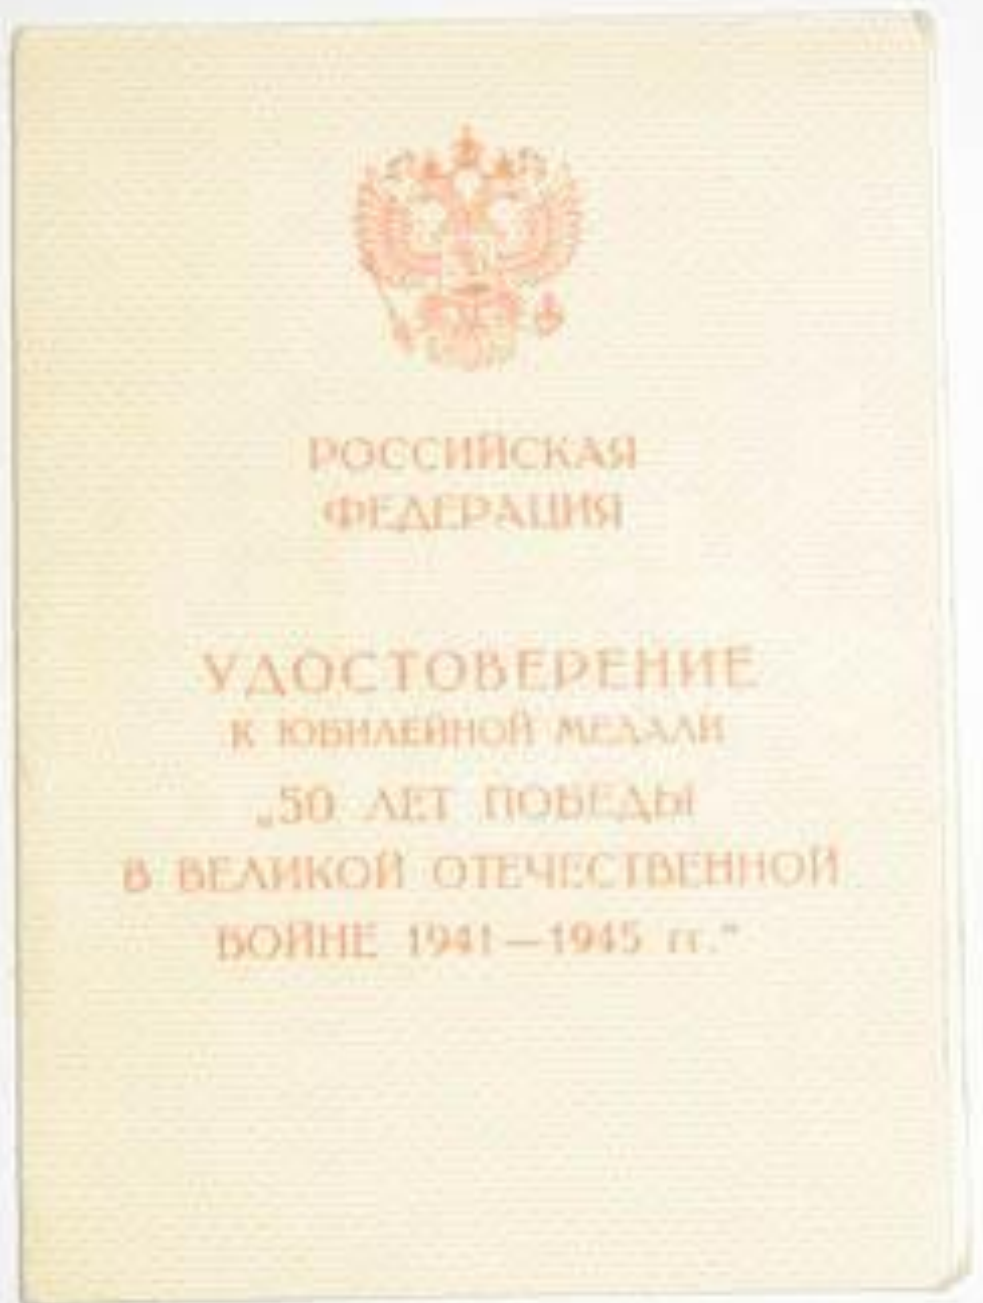 РОССИЙСКАЯ
ФЕДЕРАЦИЯ
УДОСТОВЕРЕНИЕ
К ЮБИЛЕЙНОЙ МЕДАЛИ
„50 ЛЕТ ПОБЕДЫ
В ВЕЛИКОЙ ОТЕЧЕСТВЕННОЙ
ВОЙНЕ 1941—1945 гг.”